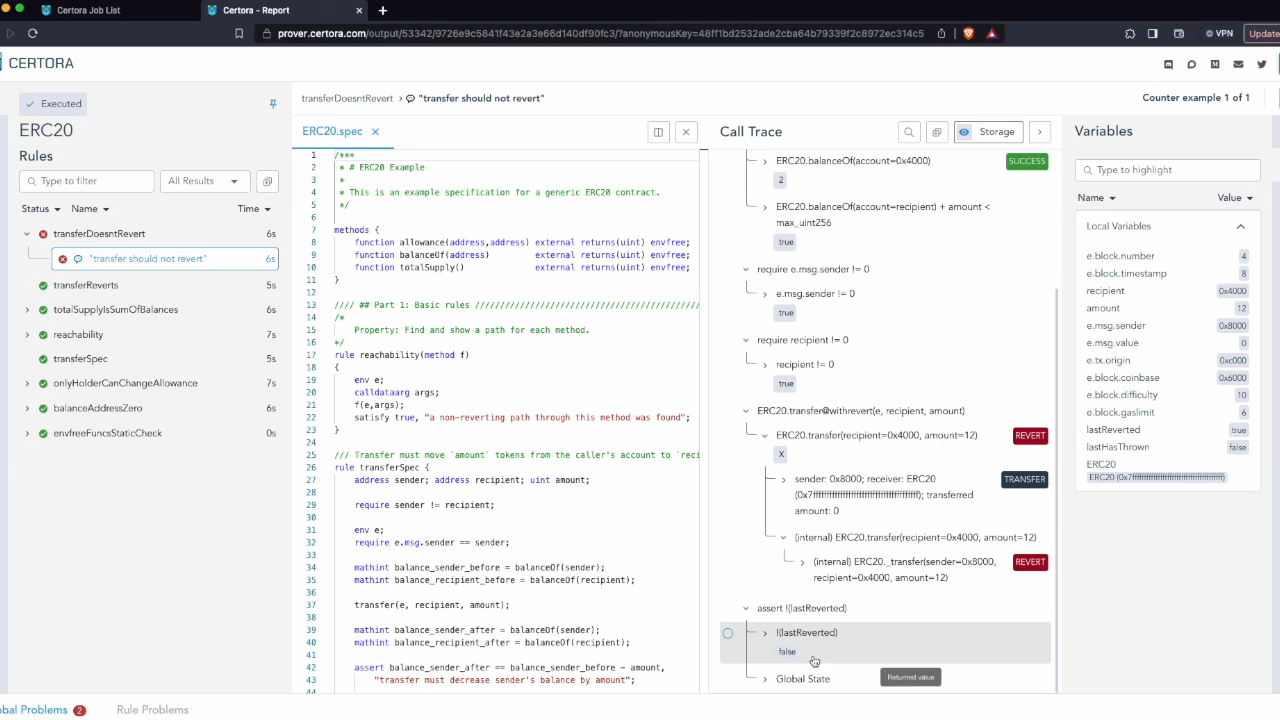 Certora Job List
Certora - Report
prover.certora.com/output/53342/9726e9c5841f43e2a3e66d140df90fc3/?anonymousKey=48ff1bd2532ade2cba64b79339f2c8972ec314c5
VPN
Update
CERTORA
Executed
ERC20
Rules
Type to filter
All Results
Status
Name
Time
transferDoesntRevert 6s
"transfer should not revert" 6s
transferReverts 5s
totalSupplyIsSumOfBalances 6s
reachability 7s
transferSpec 5s
onlyHolderCanChangeAllowance 7s
balanceAddressZero 6s
envfreeFuncsStaticCheck 0s
transferDoesntRevert > "transfer should not revert"
Counter example 1 of 1
ERC20.spec
1 /***
2 * # ERC20 Example
3 *
4 * This is an example specification for a generic ERC20 contract.
5 */
6
7 methods {
8 function allowance(address,address) external returns(uint) envfree;
9 function balanceOf(address) external returns(uint) envfree;
10 function totalSupply() external returns(uint) envfree;
11 }
12
13 //// ## Part 1: Basic rules ////////////////////////////////////
14 /*
15 Property: Find and show a path for each method.
16 */
17 rule reachability(method f)
18 {
19 env e;
20 calldataarg args;
21 f(e,args);
22 satisfy true, "a non-reverting path through this method was found";
23 }
24
25 /// Transfer must move `amount` tokens from the caller's account to `reci
26 rule transferSpec {
27 address sender; address recipient; uint amount;
28
29 require sender != recipient;
30
31 env e;
32 require e.msg.sender == sender;
33
34 mathint balance_sender_before = balanceOf(sender);
35 mathint balance_recipient_before = balanceOf(recipient);
36
37 transfer(e, recipient, amount);
38
39 mathint balance_sender_after = balanceOf(sender);
40 mathint balance_recipient_after = balanceOf(recipient);
41
42 assert balance_sender_after == balance_sender_before - amount,
43 "transfer must decrease sender's balance by amount";
44
Call Trace
Storage
ERC20.balanceOf(account=0x4000) SUCCESS
2
ERC20.balanceOf(account=recipient) + amount <
max_uint256
true
require e.msg.sender != 0
e.msg.sender != 0
true
require recipient != 0
recipient != 0
true
ERC20.transfer@withrevert(e, recipient, amount)
ERC20.transfer(recipient=0x4000, amount=12) REVERT
X
sender: 0x8000; receiver: ERC20 TRANSFER
(0x7fffffffffffffffffffffffffffffffffffffff); transferred
amount: 0
(internal) ERC20.transfer(recipient=0x4000, amount=12)
(internal) ERC20._transfer(sender=0x8000, REVERT
recipient=0x4000, amount=12)
assert !(lastReverted)
!(lastReverted)
false
Global State
Returned value
Variables
Type to highlight
Name
Value
Local Variables
e.block.number 4
e.block.timestamp 8
recipient 0x4000
amount 12
e.msg.sender 0x8000
e.msg.value 0
e.tx.origin 0xc000
e.block.coinbase 0x6000
e.block.difficulty 10
e.block.gaslimit 6
lastReverted true
lastHasThrown false
ERC20
ERC20 (0x7fffffffffffffffffffffffffffffffffffffff)
obal Problems 2
Rule Problems